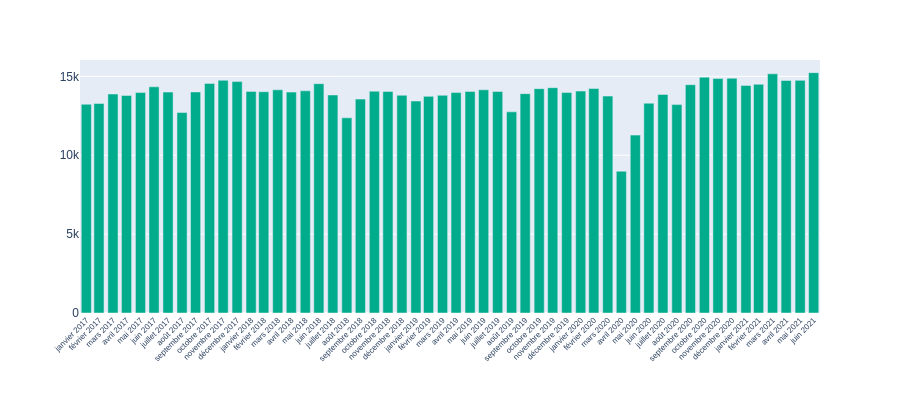 15k
10k
5k
0
janvier 2017
février 2017
mars 2017
avril 2017
mai 2017
juin 2017
juillet 2017
août 2017
septembre 2017
octobre 2017
novembre 2017
décembre 2017
janvier 2018
février 2018
mars 2018
avril 2018
mai 2018
juin 2018
juillet 2018
août 2018
septembre 2018
octobre 2018
novembre 2018
décembre 2018
janvier 2019
février 2019
mars 2019
avril 2019
mai 2019
juin 2019
juillet 2019
août 2019
septembre 2019
octobre 2019
novembre 2019
décembre 2019
janvier 2020
février 2020
mars 2020
avril 2020
mai 2020
juin 2020
juillet 2020
août 2020
septembre 2020
octobre 2020
novembre 2020
décembre 2020
janvier 2021
février 2021
mars 2021
avril 2021
mai 2021
juin 2021